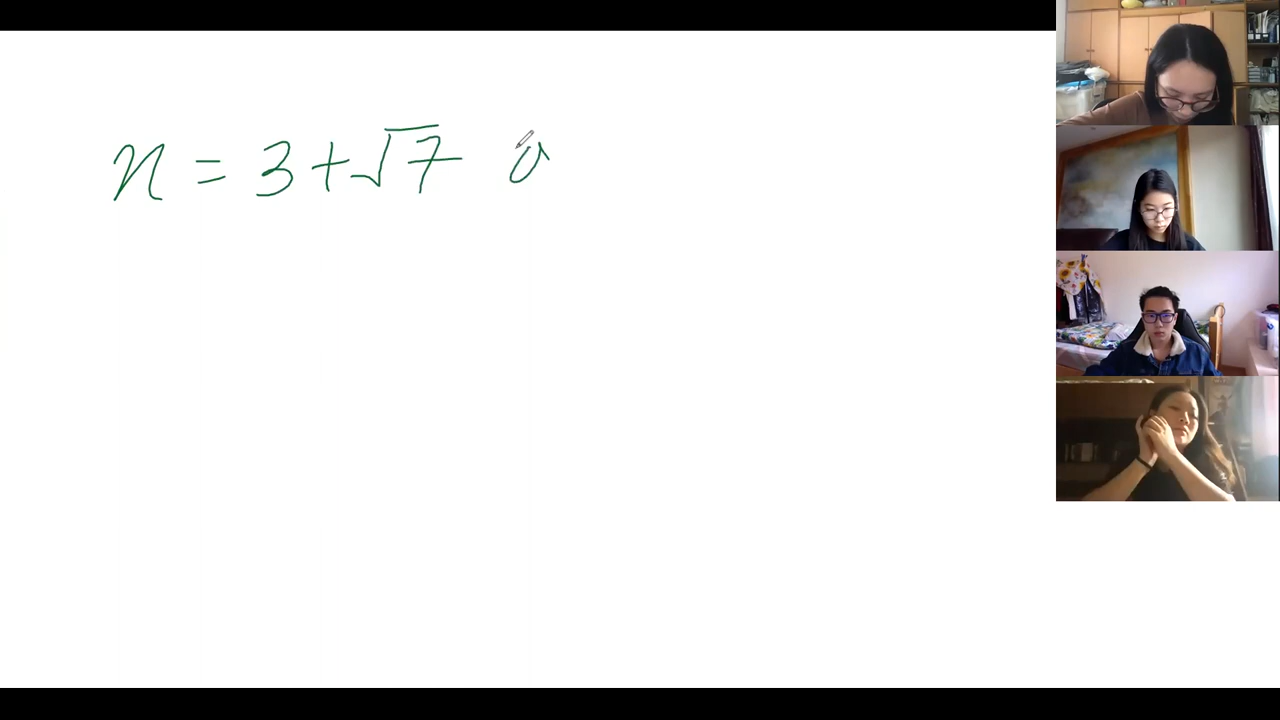 x = 3 + √7 o